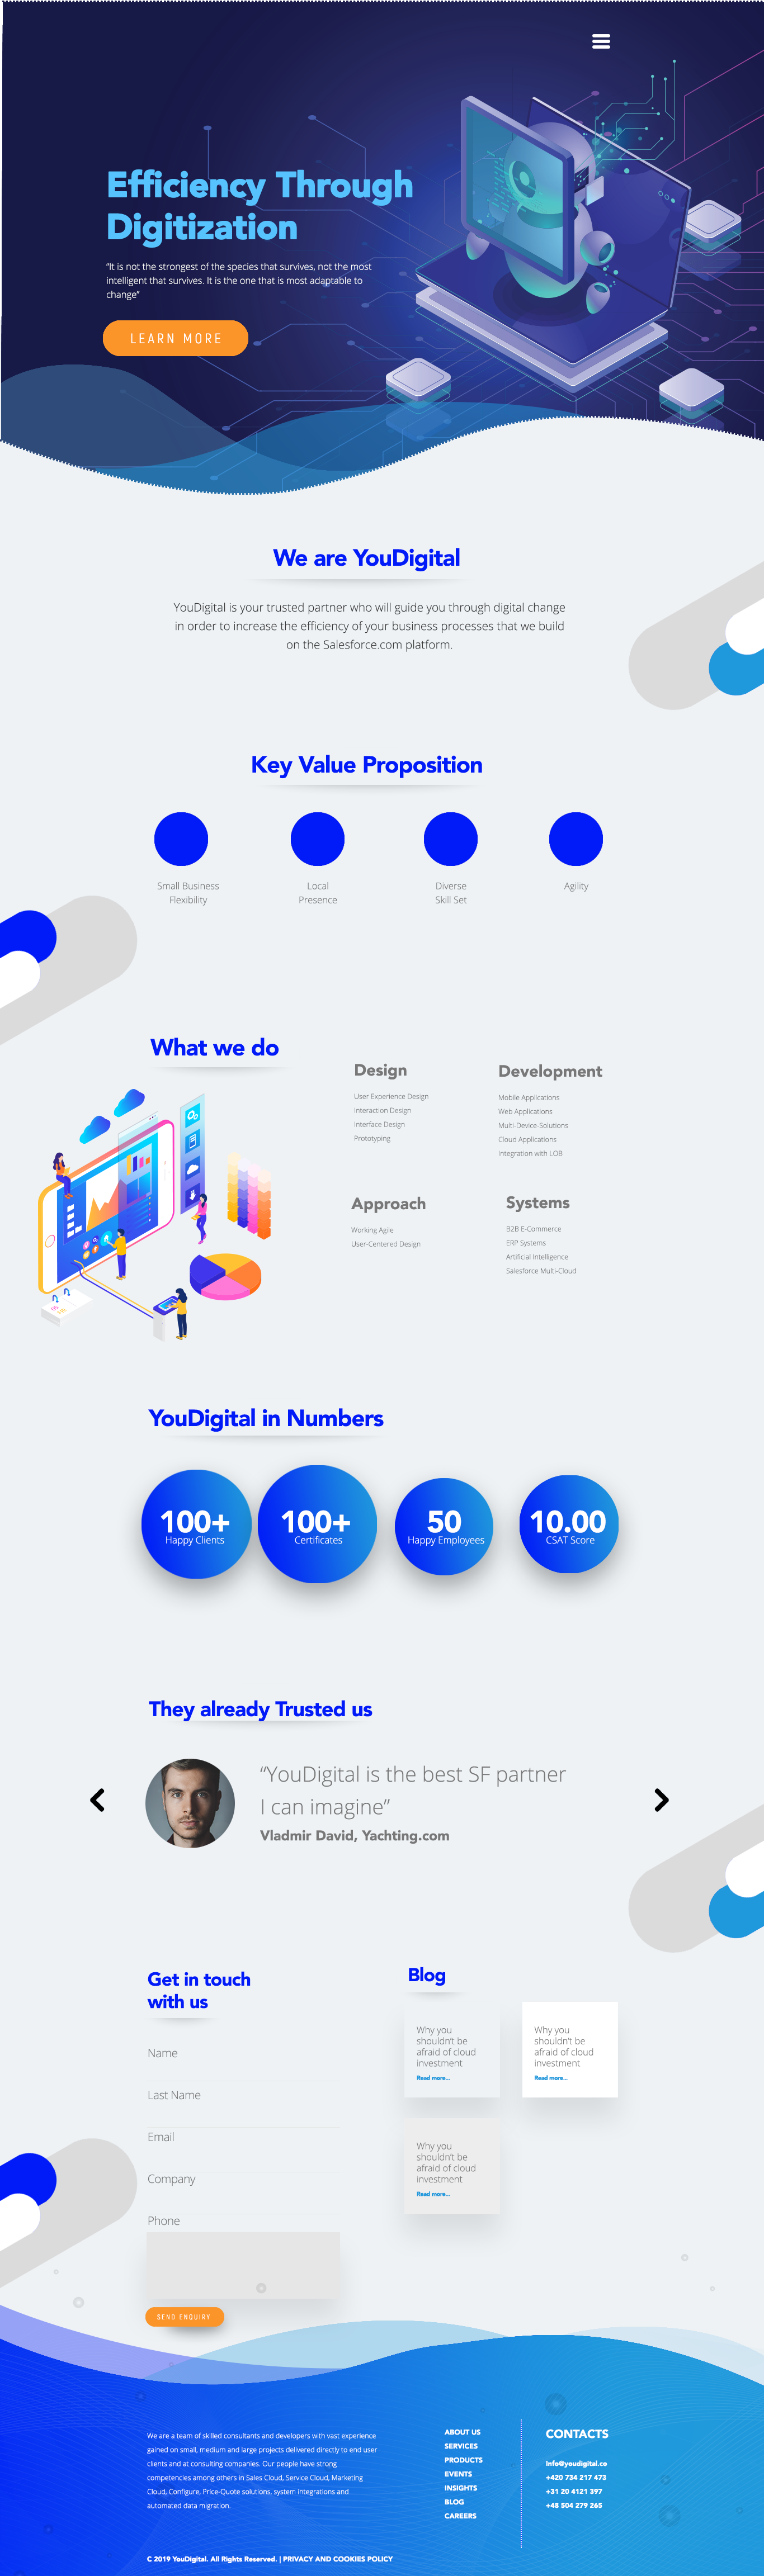 Efficiency Through
Digitization
“It is not the strongest of the species that survives, not the most
intelligent that survives. It is the one that is most adaptable to
change”
LEARN MORE
We are YouDigital
YouDigital is your trusted partner who will guide you through digital change
in order to increase the efficiency of your business processes that we build
on the Salesforce.com platform.
Key Value Proposition
Small Business
Flexibility
Local
Presence
Diverse
Skill Set
Agility
What we do
Design
User Experience Design
Interaction Design
Interface Design
Prototyping
Development
Mobile Applications
Web Applications
Multi-Device-Solutions
Cloud Applications
Integration with LOB
Approach
Working Agile
User-Centered Design
Systems
B2B E-Commerce
ERP Systems
Artificial Intelligence
Salesforce Multi-Cloud
YouDigital in Numbers
100+
Happy Clients
100+
Certificates
50
Happy Employees
10.00
CSAT Score
They already Trusted us
“YouDigital is the best SF partner
I can imagine”
Vladmir David, Yachting.com
Get in touch
with us
Name
Last Name
Email
Company
Phone
SEND ENQUIRY
Blog
Why you
shouldn't be
afraid of cloud
investment
Read more...
Why you
shouldn't be
afraid of cloud
investment
Read more...
Why you
shouldn't be
afraid of cloud
investment
Read more...
We are a team of skilled consultants and developers with vast experience
gained on small, medium and large projects delivered directly to end user
clients and at consulting companies. Our people have strong
competencies among others in Sales Cloud, Service Cloud, Marketing
Cloud, Configure, Price-Quote solutions, system integrations and
automated data migration.
ABOUT US
SERVICES
PRODUCTS
EVENTS
INSIGHTS
BLOG
CAREERS
CONTACTS
Info@youdigital.co
+420 734 217 473
+31 20 4121 397
+48 504 279 265
C 2019 YouDigital. All Rights Reserved. | PRIVACY AND COOKIES POLICY